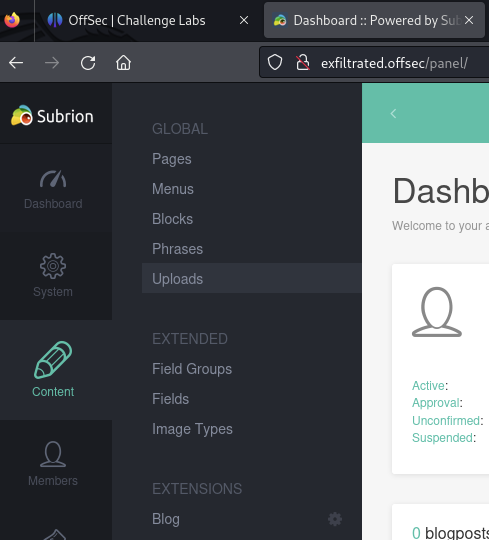 OffSec | Challenge Labs
Dashboard :: Powered by Sub
exfiltrated.offsec/panel/
Subrion
Dashboard
System
Content
Members
GLOBAL
Pages
Menus
Blocks
Phrases
Uploads
EXTENDED
Field Groups
Fields
Image Types
EXTENSIONS
Blog
Dashb
Welcome to your a
Active:
Approval:
Unconfirmed:
Suspended:
0 blogposts